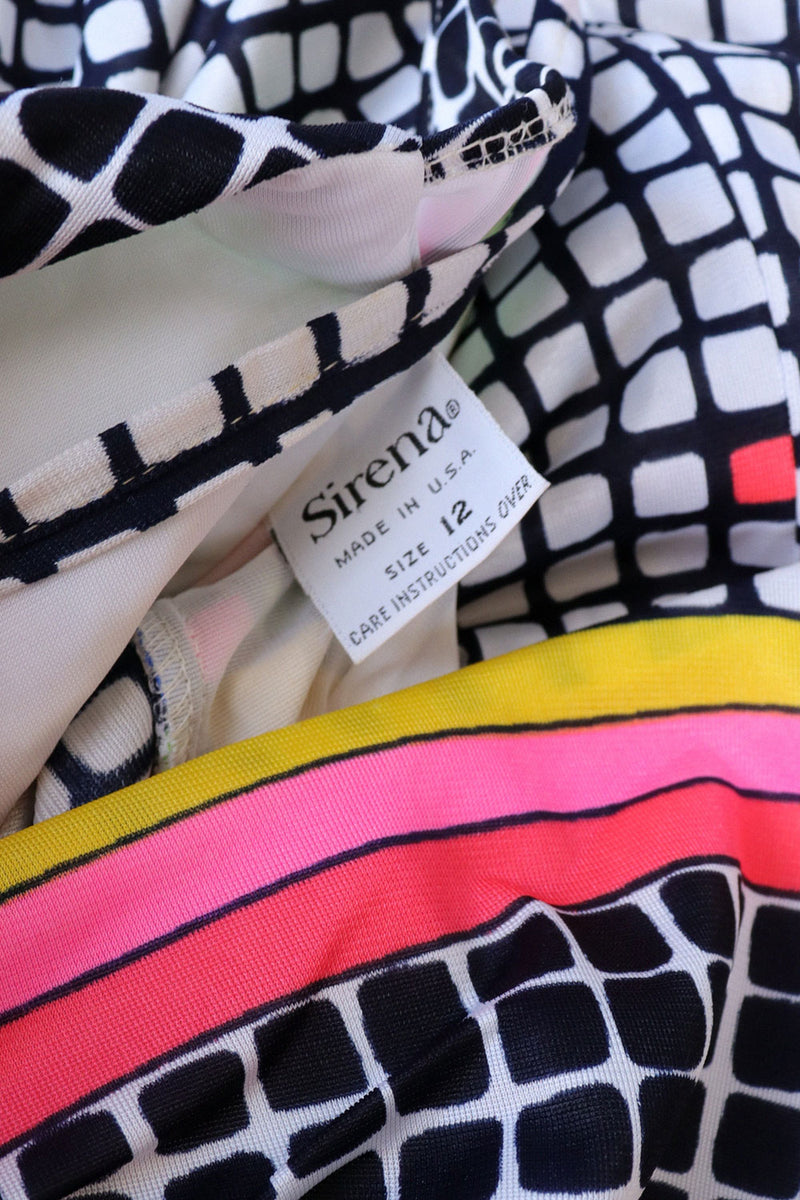 Sirena®
MADE IN U.S.A.
SIZE 12
CARE INSTRUCTIONS OVER